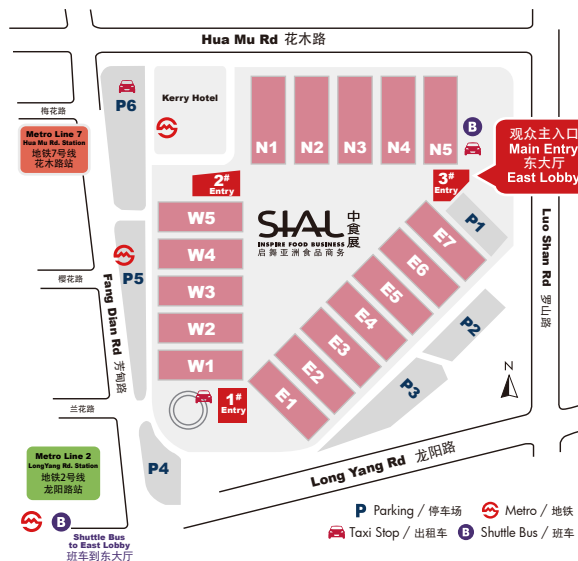 Hua Mu Rd 花木路
P6
Kerry Hotel
梅花路
Metro Line 7
Hua Mu Rd. Station
地铁7号线
花木路站
N1
N2
N3
N4
N5
B
观众主入口
Main Entry
东大厅
East Lobby
2#
Entry
3#
Entry
W5
W4
W3
W2
W1
SIAL
中食展
INSPIRE FOOD BUSINESS
启舞亚洲食品商务
P1
E7
E6
E5
E4
E3
E2
E1
P2
P3
Luo Shan Rd 罗山路
P5
樱花路
Fang Dian Rd 芳甸路
兰花路
1#
Entry
N
P4
Long Yang Rd 龙阳路
Metro Line 2
LongYang Rd. Station
地铁2号线
龙阳路站
B
Shuttle Bus
to East Lobby
班车到东大厅
P Parking / 停车场
Metro / 地铁
Taxi Stop / 出租车
B Shuttle Bus / 班车